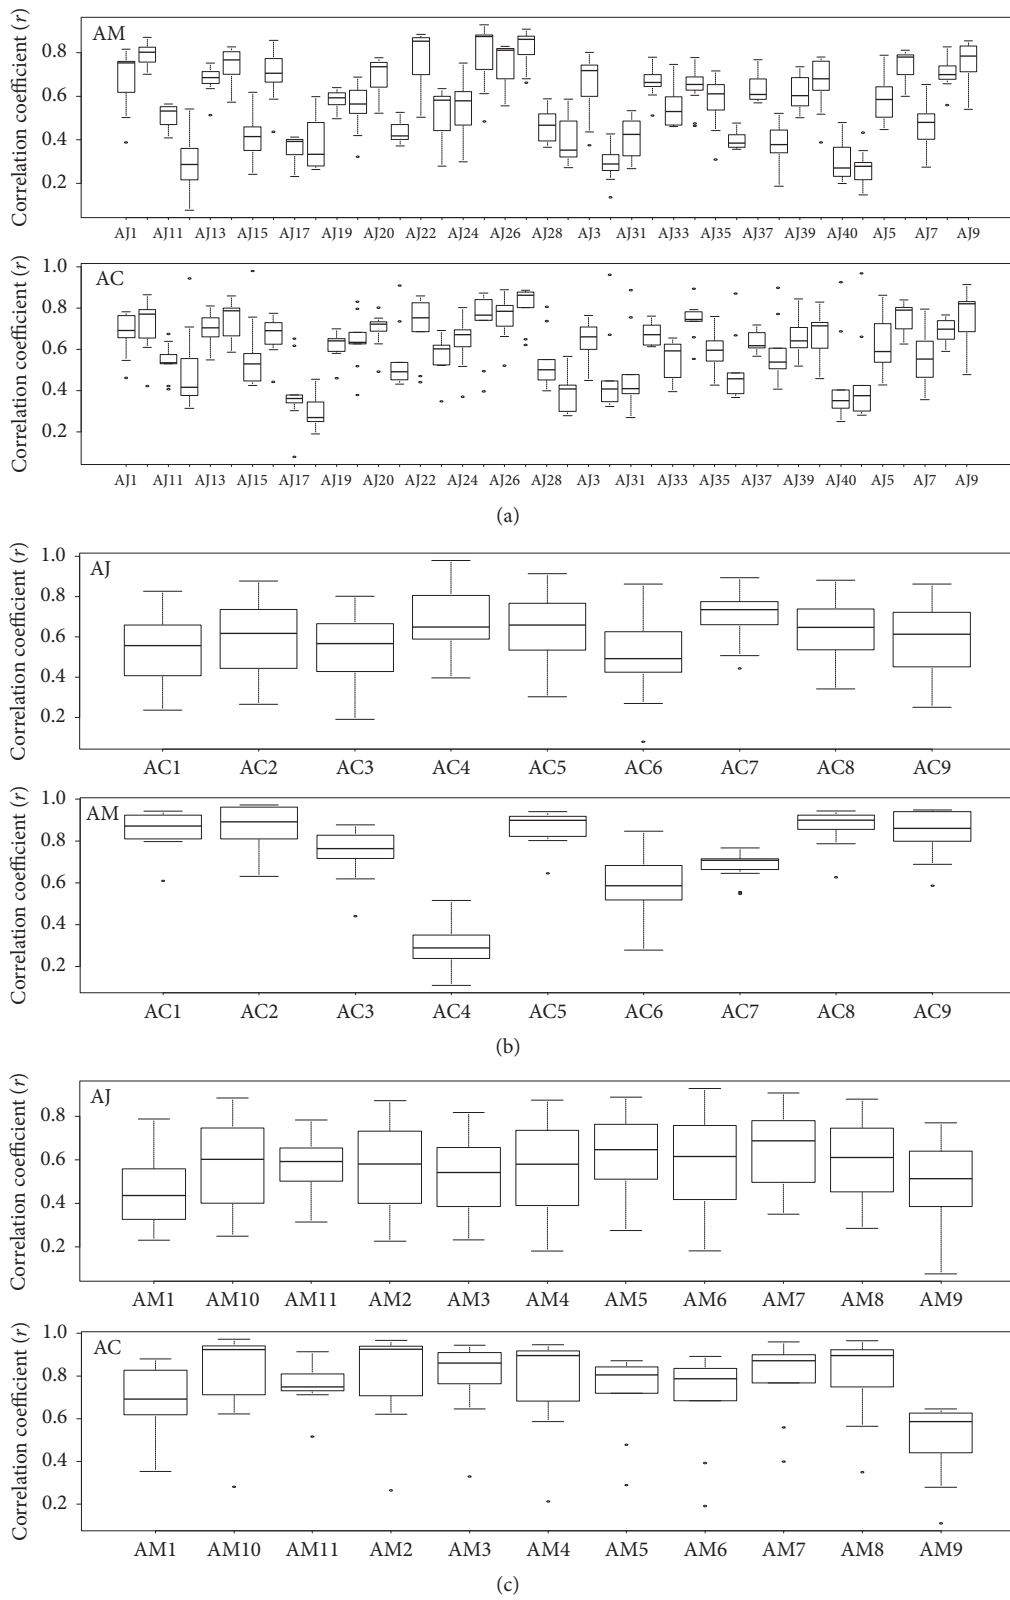 AM
Correlation coefficient (r)
0.8
0.6
0.4
0.2
AJ1 AJ11 AJ13 AJ15 AJ17 AJ19 AJ20 AJ22 AJ24 AJ26 AJ28 AJ3 AJ31 AJ33 AJ35 AJ37 AJ39 AJ40 AJ5 AJ7 AJ9
AC
Correlation coefficient (r)
1.0
0.8
0.6
0.4
0.2
AJ1 AJ11 AJ13 AJ15 AJ17 AJ19 AJ20 AJ22 AJ24 AJ26 AJ28 AJ3 AJ31 AJ33 AJ35 AJ37 AJ39 AJ40 AJ5 AJ7 AJ9
(a)
AJ
Correlation coefficient (r)
1.0
0.8
0.6
0.4
0.2
AC1 AC2 AC3 AC4 AC5 AC6 AC7 AC8 AC9
AM
Correlation coefficient (r)
1.0
0.8
0.6
0.4
0.2
AC1 AC2 AC3 AC4 AC5 AC6 AC7 AC8 AC9
(b)
AJ
Correlation coefficient (r)
0.8
0.6
0.4
0.2
AM1 AM10 AM11 AM2 AM3 AM4 AM5 AM6 AM7 AM8 AM9
AC
Correlation coefficient (r)
1.0
0.8
0.6
0.4
0.2
AM1 AM10 AM11 AM2 AM3 AM4 AM5 AM6 AM7 AM8 AM9
(c)